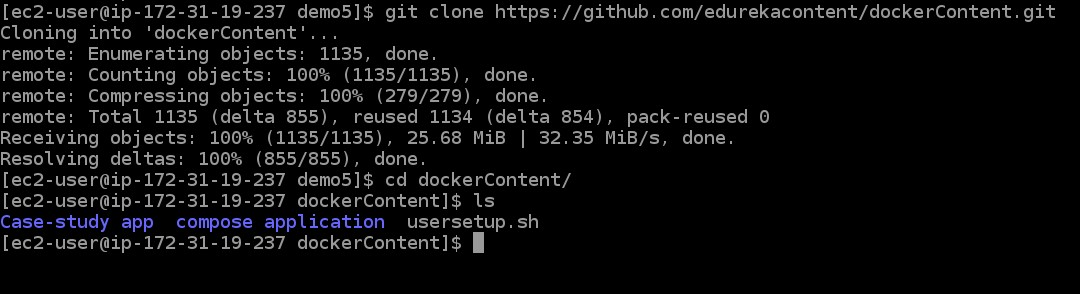 [ec2-user@ip-172-31-19-237 demo5]$ git clone https://github.com/edurekacontent/dockerContent.git
Cloning into 'dockerContent'...
remote: Enumerating objects: 1135, done.
remote: Counting objects: 100% (1135/1135), done.
remote: Compressing objects: 100% (279/279), done.
remote: Total 1135 (delta 855), reused 1134 (delta 854), pack-reused 0
Receiving objects: 100% (1135/1135), 25.68 MiB | 32.35 MiB/s, done.
Resolving deltas: 100% (855/855), done.
[ec2-user@ip-172-31-19-237 demo5]$ cd dockerContent/
[ec2-user@ip-172-31-19-237 dockerContent]$ ls
Case-study app  compose application  usersetup.sh
[ec2-user@ip-172-31-19-237 dockerContent]$